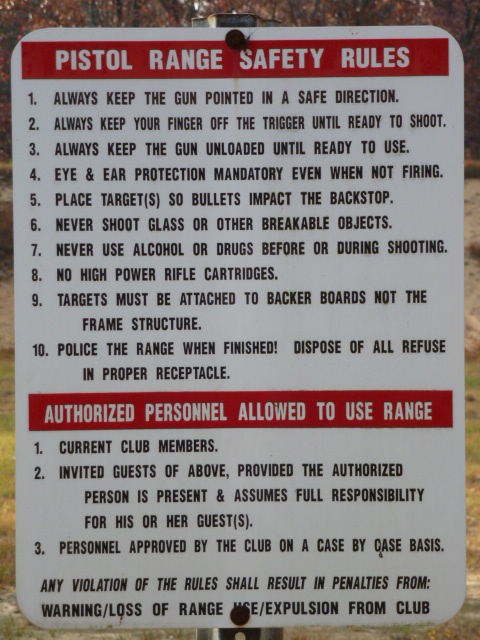 PISTOL RANGE SAFETY RULES
1. ALWAYS KEEP THE GUN POINTED IN A SAFE DIRECTION.
2. ALWAYS KEEP YOUR FINGER OFF THE TRIGGER UNTIL READY TO SHOOT.
3. ALWAYS KEEP THE GUN UNLOADED UNTIL READY TO USE.
4. EYE & EAR PROTECTION MANDATORY EVEN WHEN NOT FIRING.
5. PLACE TARGET(S) SO BULLETS IMPACT THE BACKSTOP.
6. NEVER SHOOT GLASS OR OTHER BREAKABLE OBJECTS.
7. NEVER USE ALCOHOL OR DRUGS BEFORE OR DURING SHOOTING.
8. NO HIGH POWER RIFLE CARTRIDGES.
9. TARGETS MUST BE ATTACHED TO BACKER BOARDS NOT THE
FRAME STRUCTURE.
10. POLICE THE RANGE WHEN FINISHED! DISPOSE OF ALL REFUSE
IN PROPER RECEPTACLE.
AUTHORIZED PERSONNEL ALLOWED TO USE RANGE
1. CURRENT CLUB MEMBERS.
2. INVITED GUESTS OF ABOVE, PROVIDED THE AUTHORIZED
PERSON IS PRESENT & ASSUMES FULL RESPONSIBILITY
FOR HIS OR HER GUEST(S).
3. PERSONNEL APPROVED BY THE CLUB ON A CASE BY CASE BASIS.
ANY VIOLATION OF THE RULES SHALL RESULT IN PENALTIES FROM:
WARNING/LOSS OF RANGE USE/EXPULSION FROM CLUB